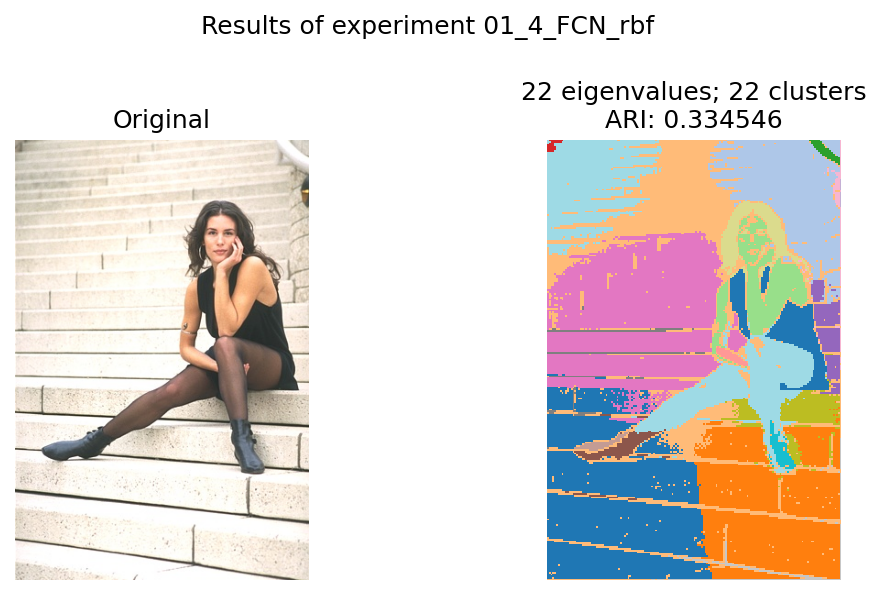 Results of experiment 01_4_FCN_rbf
Original
22 eigenvalues; 22 clusters
ARI: 0.334546